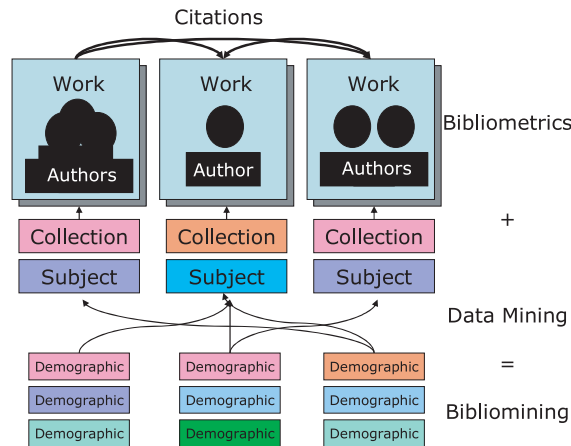 Citations
Work Work Work
Bibliometrics
Authors Author Authors
Collection Collection Collection
+
Subject Subject Subject
Data Mining
Demographic Demographic Demographic
=
Demographic Demographic Demographic
Bibliomining
Demographic Demographic Demographic